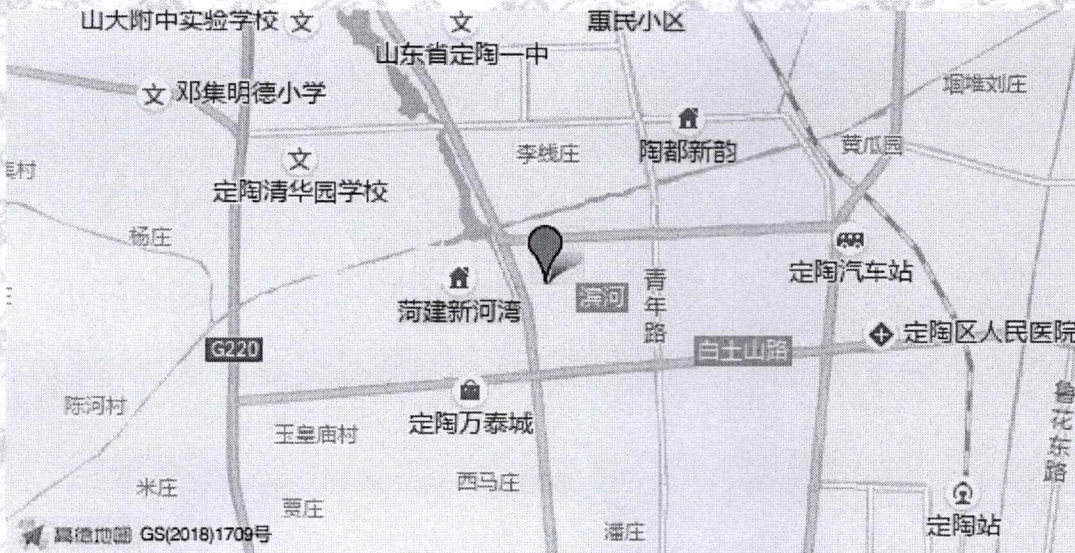 山大附中实验学校
惠民小区
山东省定陶一中
邓集明德小学
堌堆刘庄
陶都新韵
黄瓜园
李线庄
集村
定陶清华园学校
杨庄
定陶汽车站
青年路
滨河
菏建新河湾
定陶区人民医院
G220
白土山路
陈河村
定陶万泰城
鲁花东路
玉皇庙村
西马庄
米庄
贾庄
定陶站
潘庄
高德地图 GS(2018)1709号